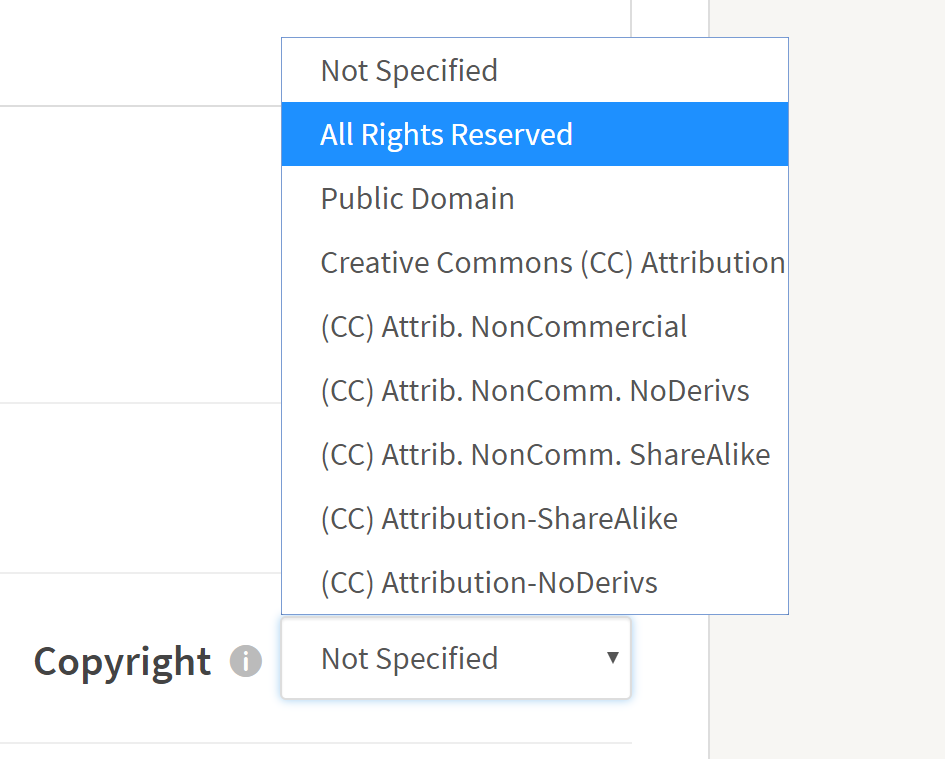 Not Specified
All Rights Reserved
Public Domain
Creative Commons (CC) Attribution
(CC) Attrib. NonCommercial
(CC) Attrib. NonComm. NoDerivs
(CC) Attrib. NonComm. ShareAlike
(CC) Attribution-ShareAlike
(CC) Attribution-NoDerivs
Copyright i Not Specified ▼